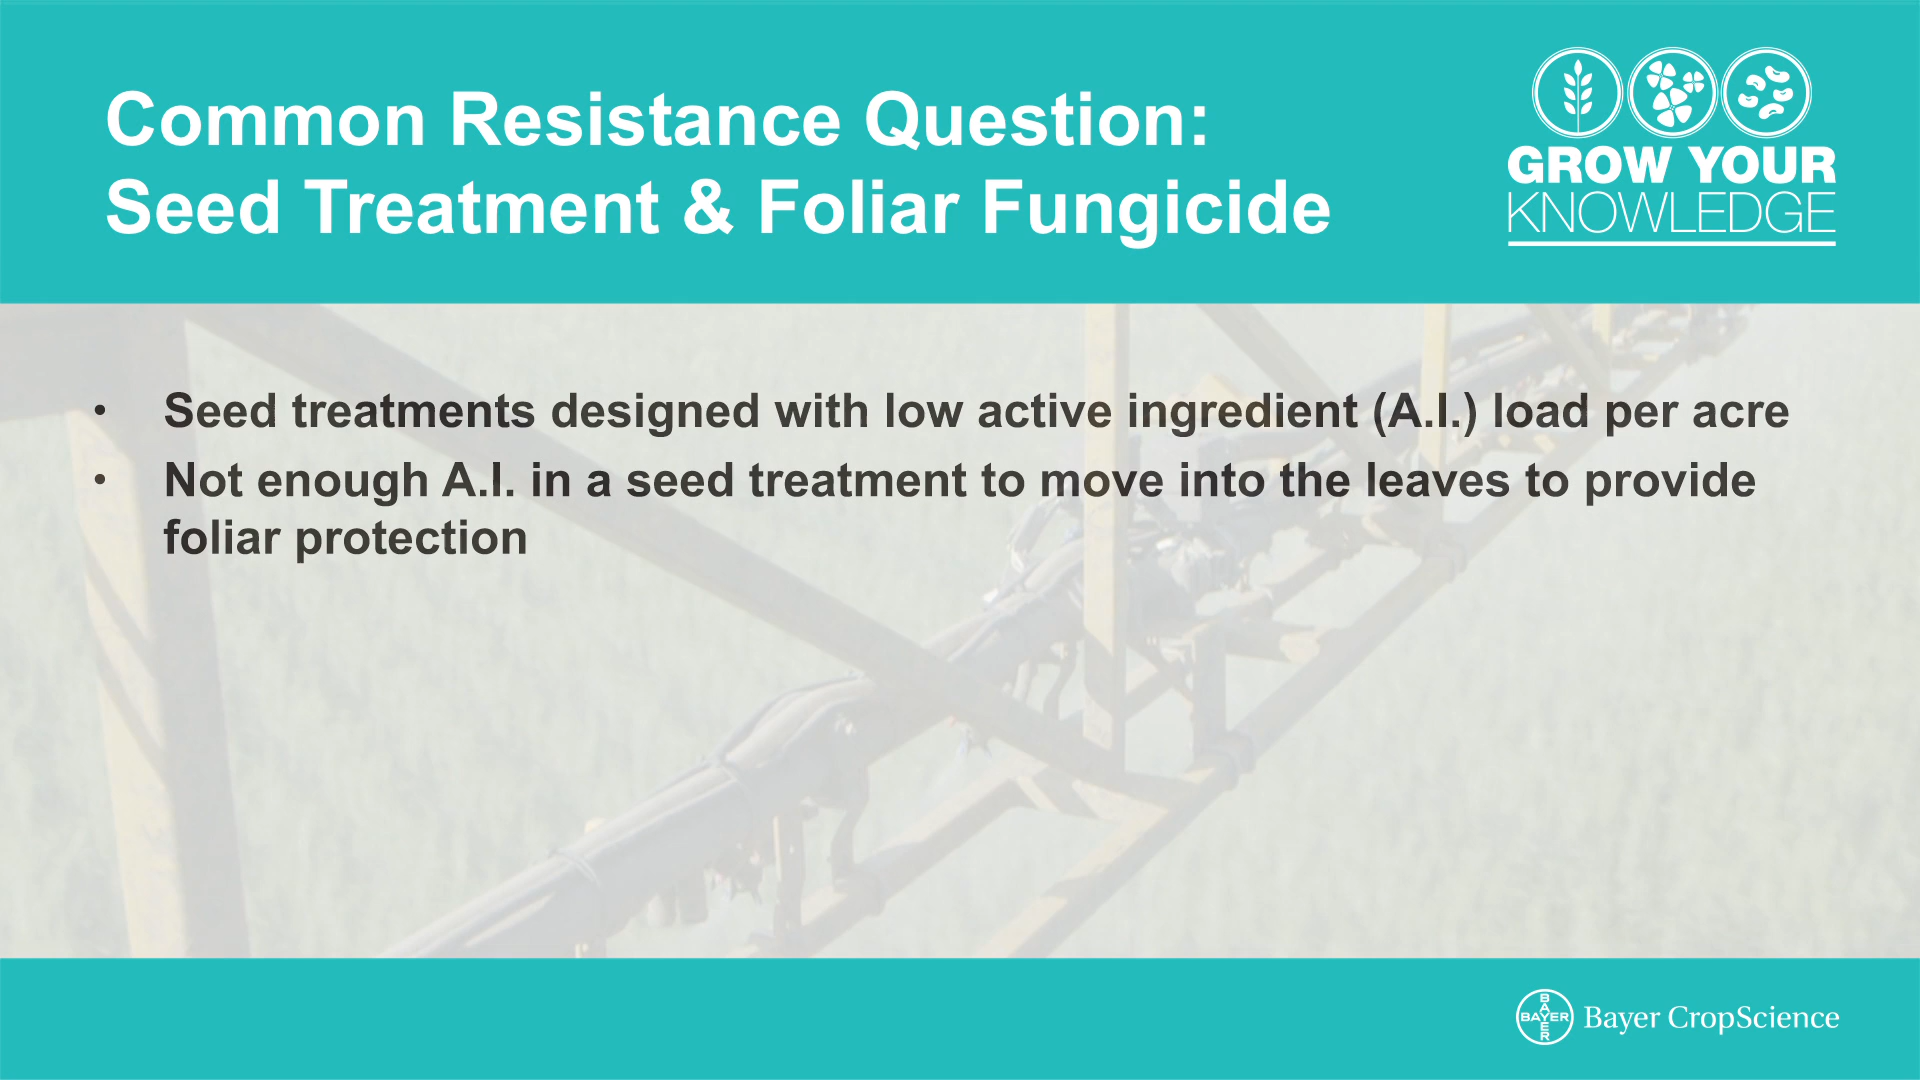 Common Resistance Question:
Seed Treatment & Foliar Fungicide
GROW YOUR
KNOWLEDGE
• Seed treatments designed with low active ingredient (A.I.) load per acre
• Not enough A.I. in a seed treatment to move into the leaves to provide
foliar protection
BAYER
BAYER
Bayer CropScience